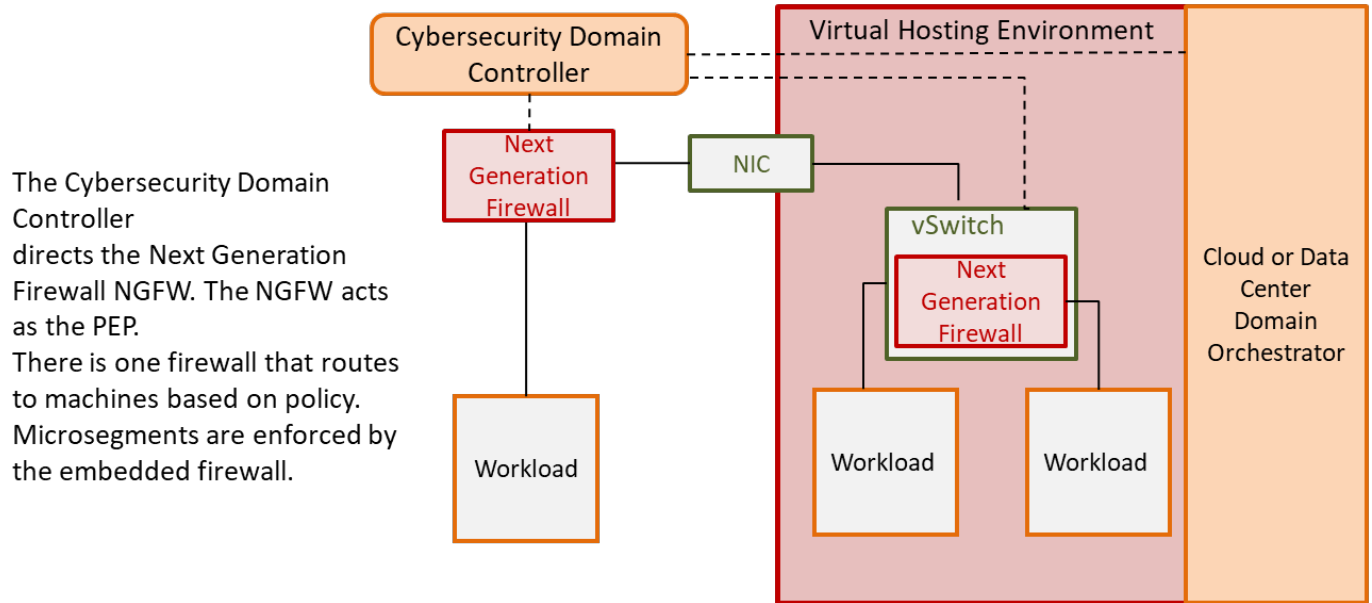 Cybersecurity Domain
Controller
Virtual Hosting Environment
Next
Generation
Firewall
NIC
The Cybersecurity Domain
Controller
directs the Next Generation
Firewall NGFW. The NGFW acts
as the PEP.
There is one firewall that routes
to machines based on policy.
Microsegments are enforced by
the embedded firewall.
vSwitch
Next
Generation
Firewall
Cloud or Data
Center
Domain
Orchestrator
Workload
Workload
Workload